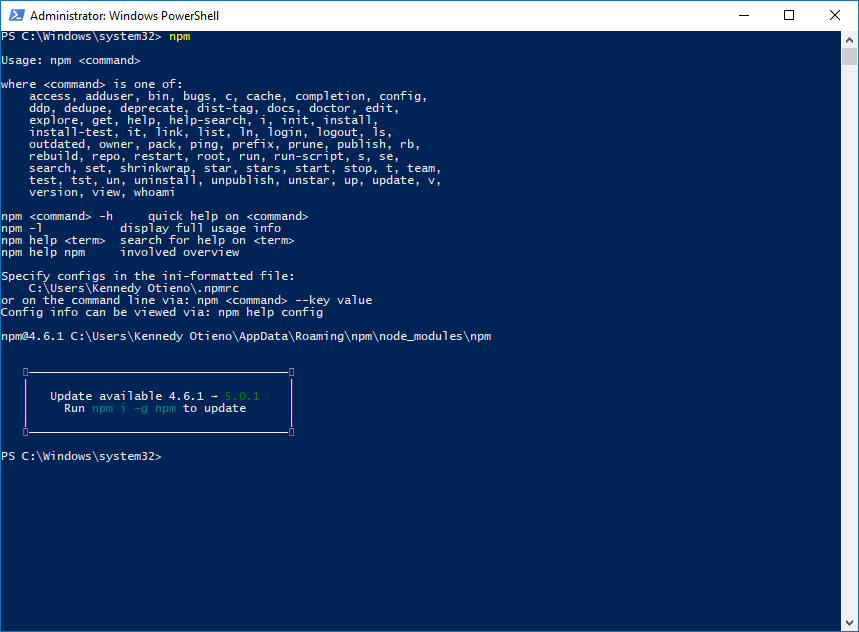 Administrator: Windows PowerShell
PS C:\Windows\system32> npm
Usage: npm <command>
where <command> is one of:
    access, adduser, bin, bugs, c, cache, completion, config,
    ddp, dedupe, deprecate, dist-tag, docs, doctor, edit,
    explore, get, help, help-search, i, init, install,
    install-test, it, link, list, ln, login, logout, ls,
    outdated, owner, pack, ping, prefix, prune, publish, rb,
    rebuild, repo, restart, root, run, run-script, s, se,
    search, set, shrinkwrap, star, stars, start, stop, t, team,
    test, tst, un, uninstall, unpublish, unstar, up, update, v,
    version, view, whoami
npm <command> -h     quick help on <command>
npm -l           display full usage info
npm help <term>  search for help on <term>
npm help npm     involved overview
Specify configs in the ini-formatted file:
    C:\Users\Kennedy Otieno\.npmrc
or on the command line via: npm <command> --key value
Config info can be viewed via: npm help config
npm@4.6.1 C:\Users\Kennedy Otieno\AppData\Roaming\npm\node_modules\npm
Update available 4.6.1 → 5.0.1
Run npm i -g npm to update
PS C:\Windows\system32>